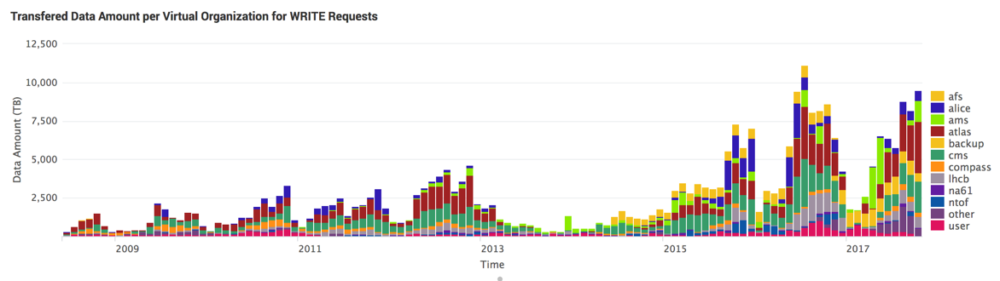 Transfered Data Amount per Virtual Organization for WRITE Requests
12,500
10,000
7,500
5,000
2,500
Data Amount (TB)
2009
2011
2013
2015
2017
Time
afs
alice
ams
atlas
backup
cms
compass
lhcb
na61
ntof
other
user